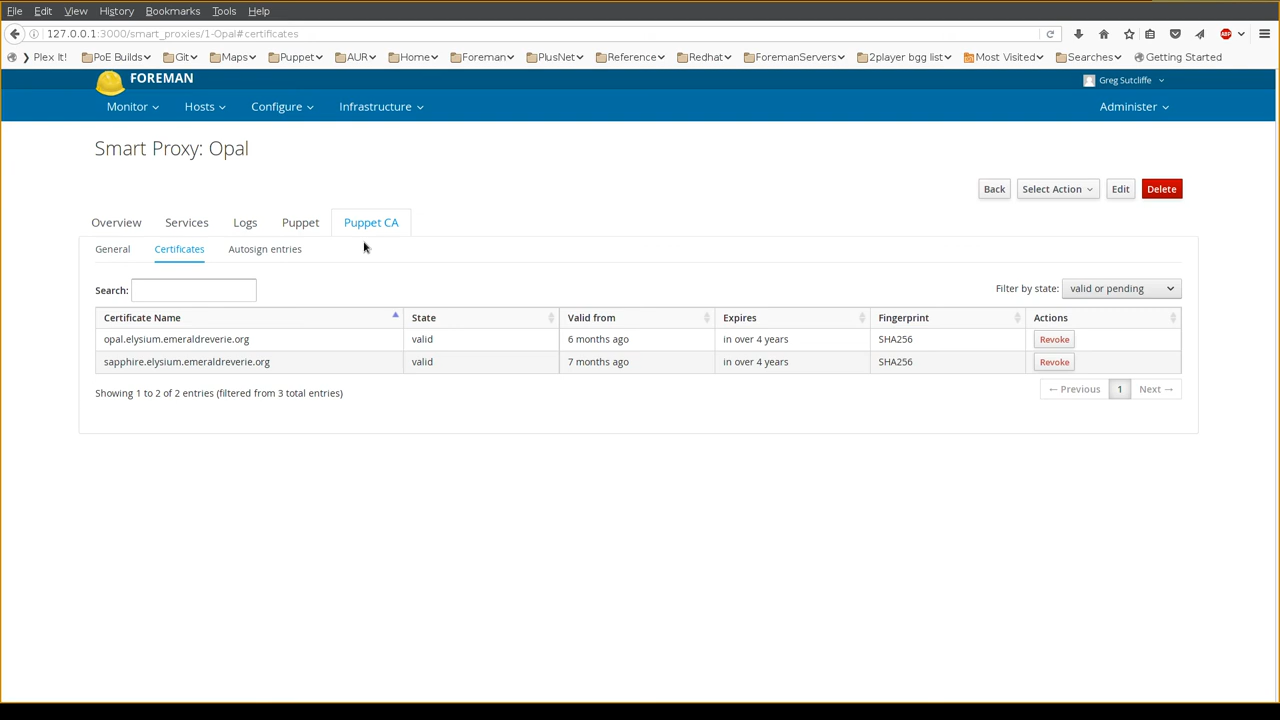 File Edit View History Bookmarks Tools Help
127.0.0.1:3000/smart_proxies/1-Opal#certificates
Plex It! PoE Builds Git Maps Puppet AUR Home Foreman PlusNet Reference Redhat ForemanServers 2player bgg list Most Visited Searches Getting Started
FOREMAN
Greg Sutcliffe
Monitor Hosts Configure Infrastructure Administer
Smart Proxy: Opal
Back Select Action Edit Delete
Overview Services Logs Puppet Puppet CA
General Certificates Autosign entries
Search: Filter by state: valid or pending
Certificate Name State Valid from Expires Fingerprint Actions
opal.elysium.emeraldreverie.org valid 6 months ago in over 4 years SHA256 Revoke
sapphire.elysium.emeraldreverie.org valid 7 months ago in over 4 years SHA256 Revoke
Showing 1 to 2 of 2 entries (filtered from 3 total entries) ← Previous 1 Next →